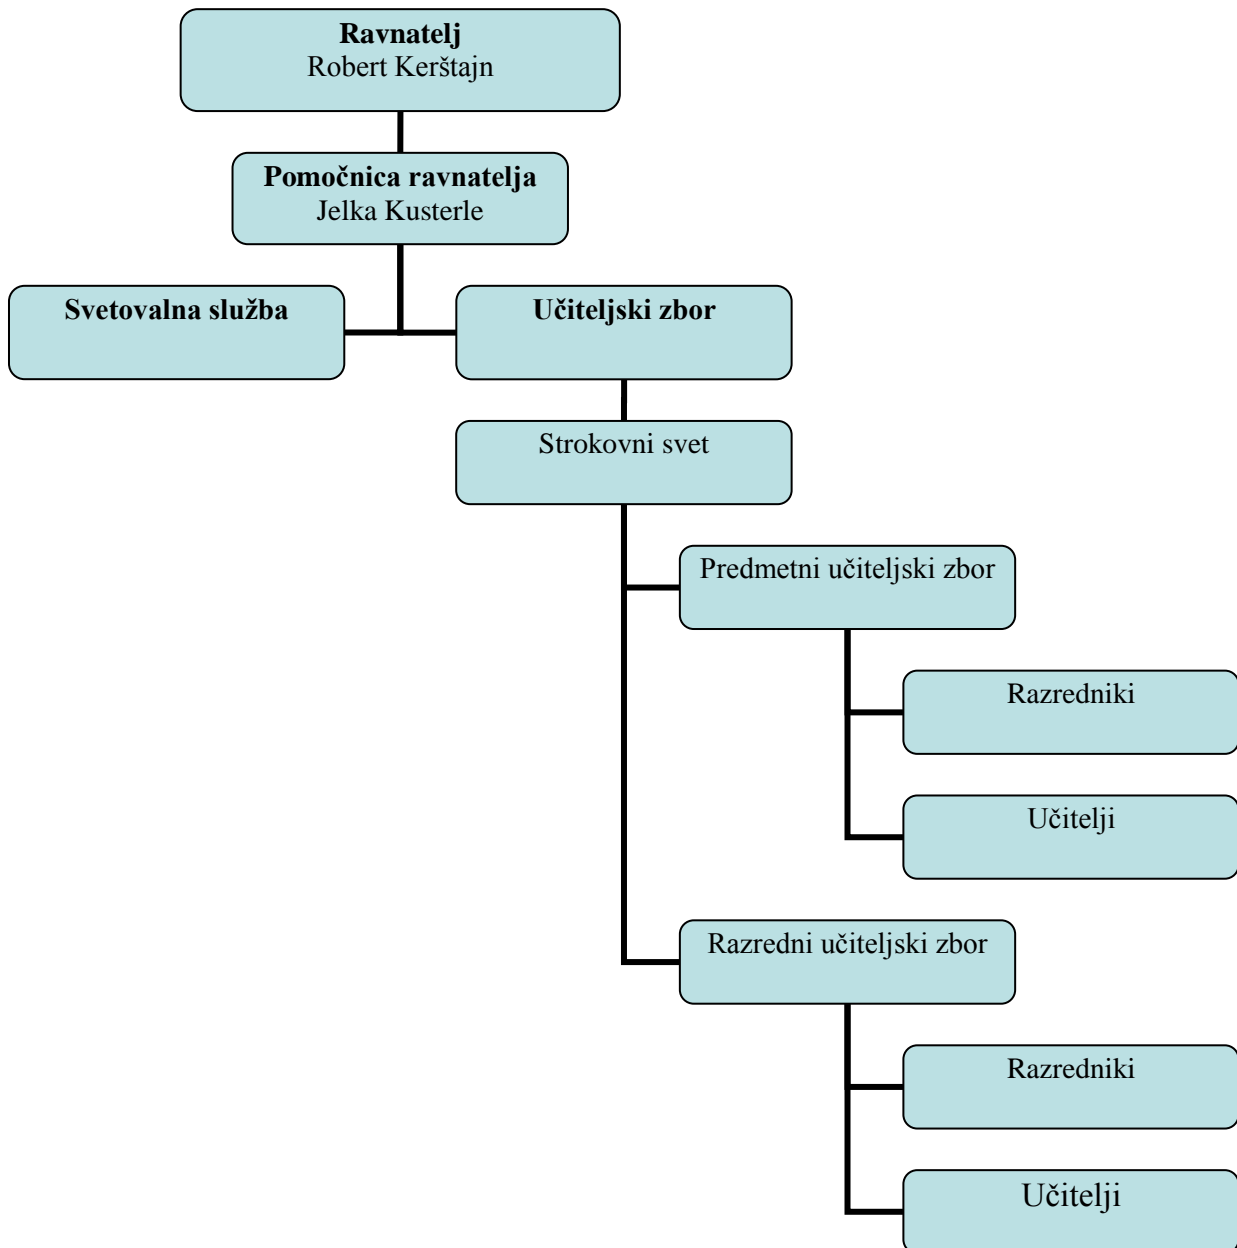 Ravnatelj
Robert Kerštajn
Pomočnica ravnatelja
Jelka Kusterle
Svetovalna služba
Učiteljski zbor
Strokovni svet
Predmetni učiteljski zbor
Razredniki
Učitelji
Razredni učiteljski zbor
Razredniki
Učitelji